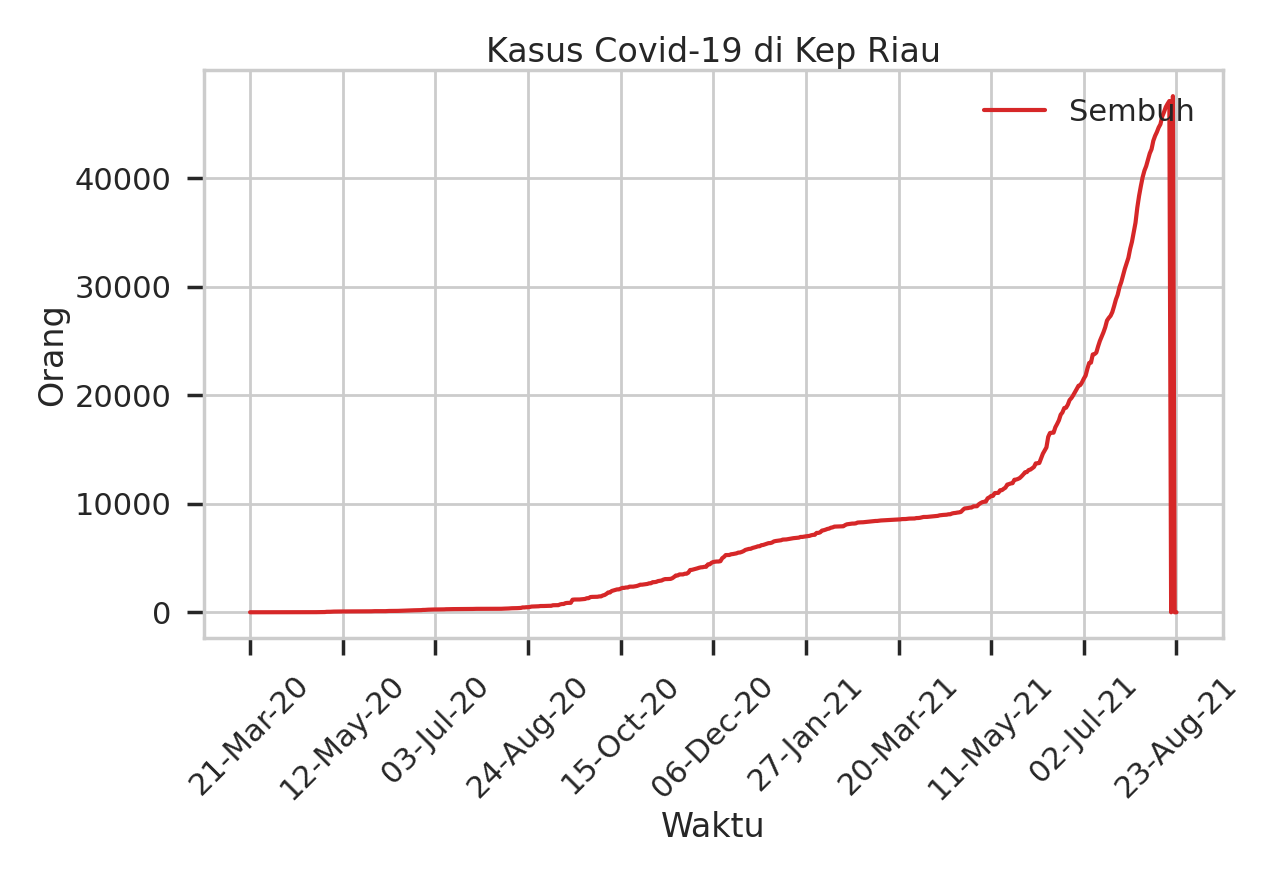 Kasus Covid-19 di Kep Riau
Sembuh
Orang
40000
30000
20000
10000
0
21-Mar-20
12-May-20
03-Jul-20
24-Aug-20
15-Oct-20
06-Dec-20
27-Jan-21
20-Mar-21
11-May-21
02-Jul-21
23-Aug-21
Waktu